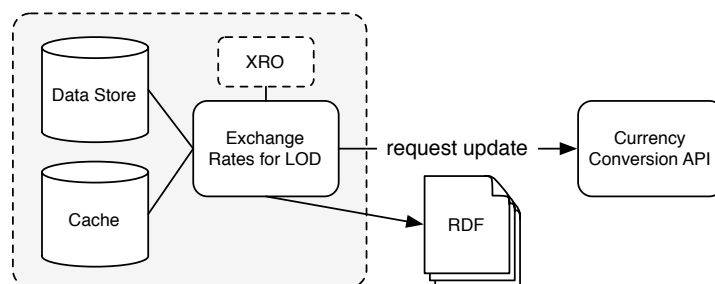 XRO
Data Store
Exchange
Rates for LOD
request update
Currency
Conversion API
Cache
RDF